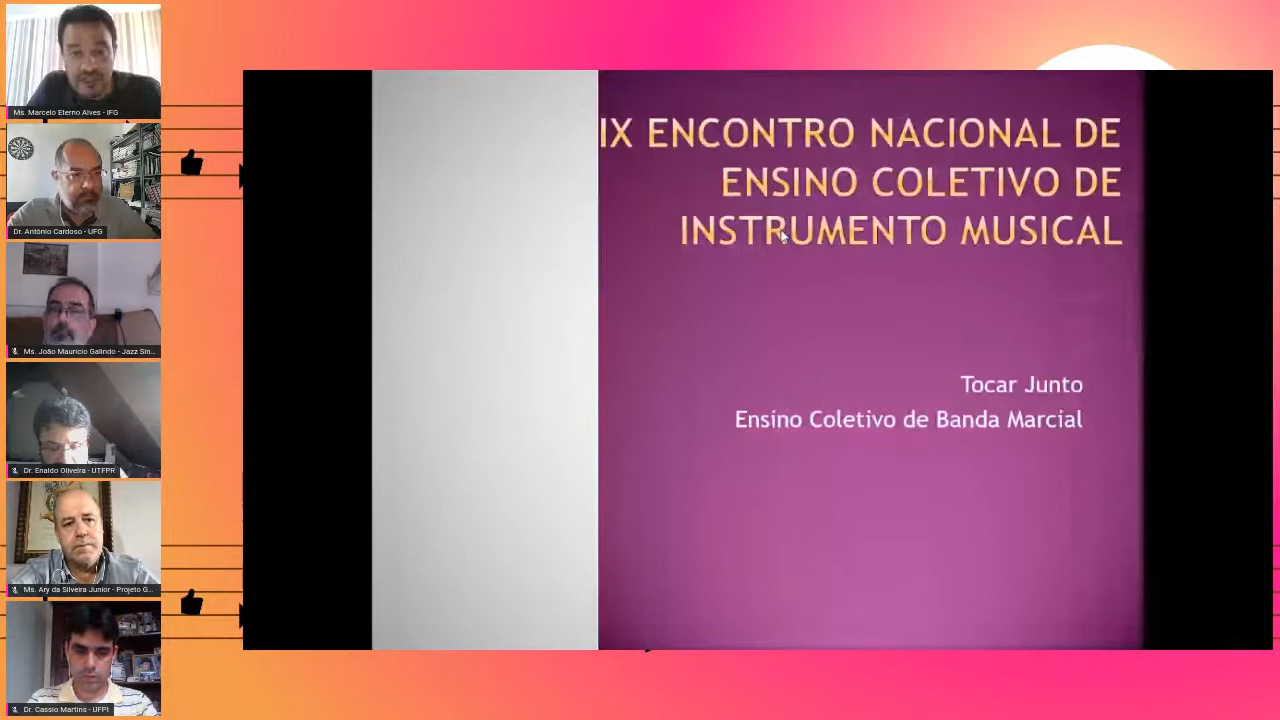 Ms. Marcelo Eterno Alves - IFG
Dr. Antônio Cardoso - UFG
Ms. João Maurício Galindo - Jazz Sin...
Dr. Enaldo Oliveira - UTFPR
Ms. Ary da Silveira Junior - Projeto G...
Dr. Cassio Martins - UFPI
IX ENCONTRO NACIONAL DE
ENSINO COLETIVO DE
INSTRUMENTO MUSICAL
Tocar Junto
Ensino Coletivo de Banda Marcial